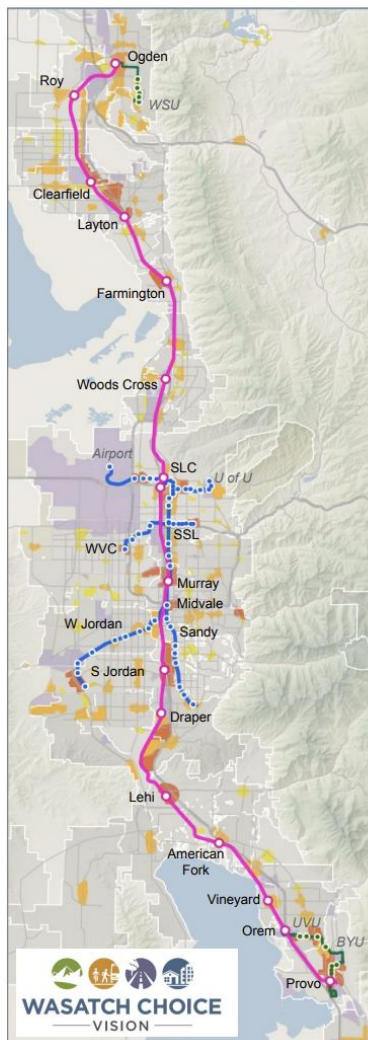 Ogden
Roy
WSU
Clearfield
Layton
Farmington
Woods Cross
Airport
SLC
U of U
SSL
WVC
Murray
Midvale
W Jordan
Sandy
S Jordan
Draper
Lehi
American
Fork
Vineyard
UVU
Orem
BYU
Provo
WASATCH CHOICE
VISION